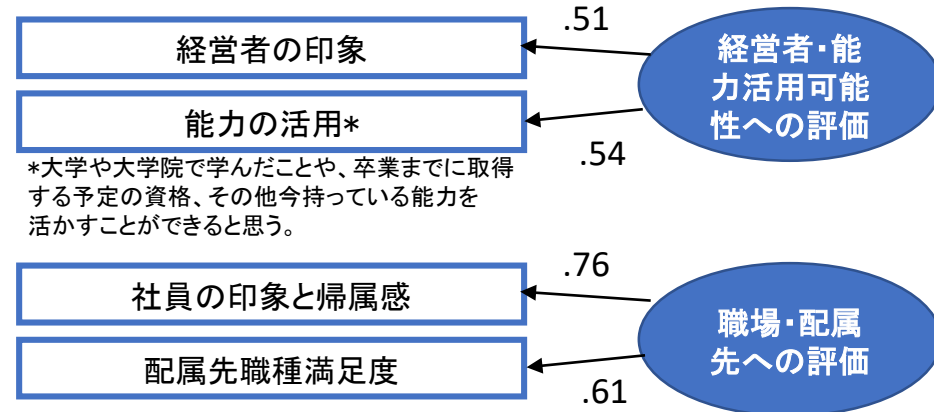 .51
経営者の印象
経営者・能
力活用可能
性への評価
能力の活用*
.54
*大学や大学院で学んだことや、卒業までに取得
する予定の資格、その他今持っている能力を
活かすことができると思う。
.76
社員の印象と帰属感
職場・配属
先への評価
配属先職種満足度
.61